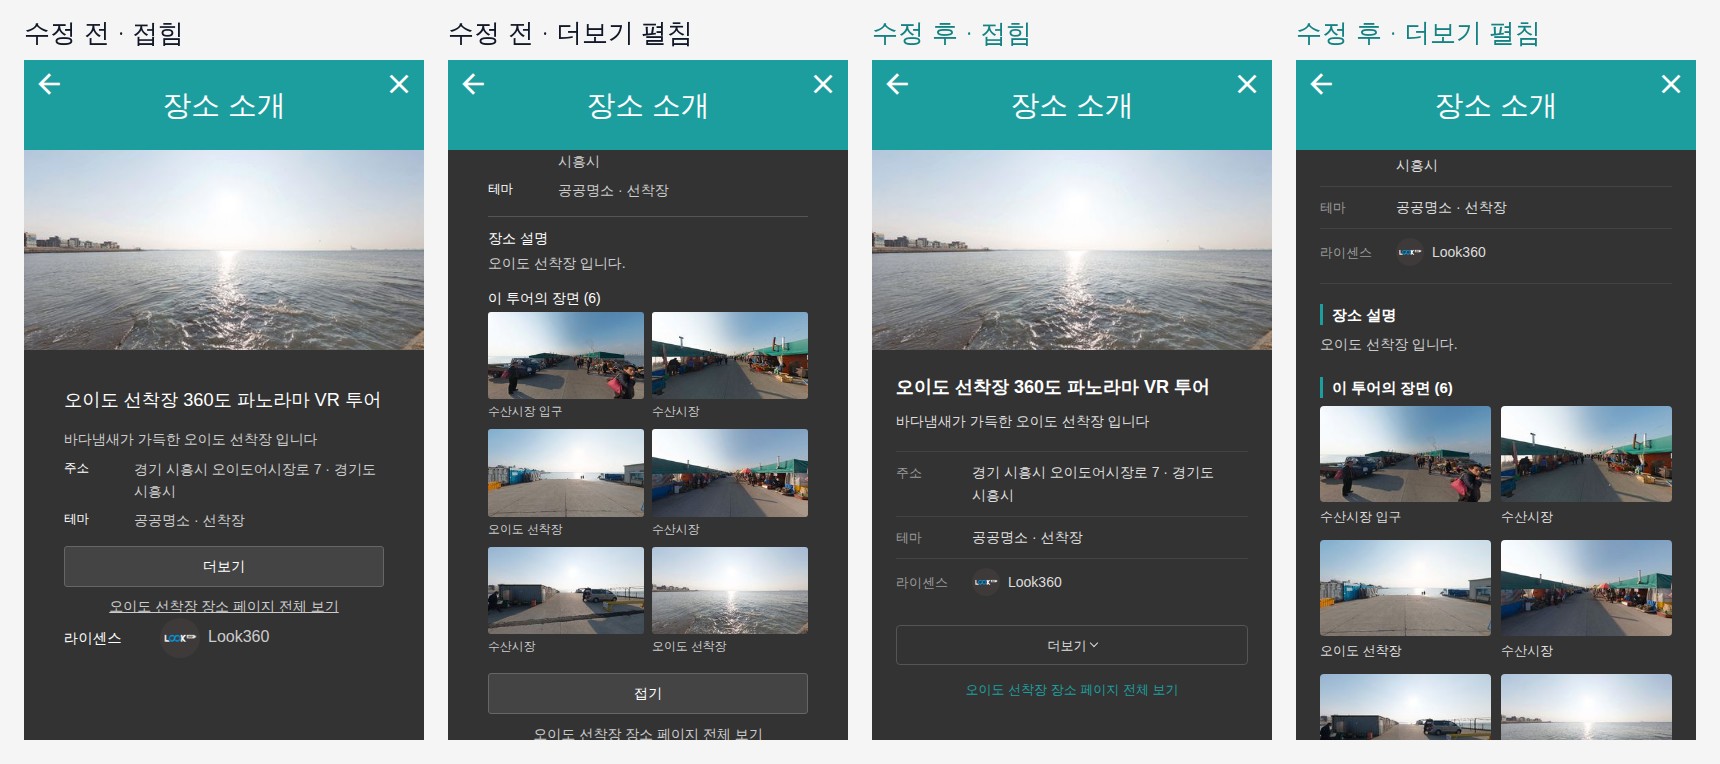 수정 전 · 접힘
장소 소개
오이도 선착장 360도 파노라마 VR 투어
바다냄새가 가득한 오이도 선착장 입니다
주소 경기 시흥시 오이도어시장로 7 · 경기도
시흥시
테마 공공명소 · 선착장
더보기
오이도 선착장 장소 페이지 전체 보기
라이센스 LOOK Look360
수정 전 · 더보기 펼침
장소 소개
시흥시
테마 공공명소 · 선착장
장소 설명
오이도 선착장 입니다.
이 투어의 장면 (6)
수산시장 입구 수산시장
오이도 선착장 수산시장
수산시장 오이도 선착장
접기
오이도 선착장 장소 페이지 전체 보기
수정 후 · 접힘
장소 소개
오이도 선착장 360도 파노라마 VR 투어
바다냄새가 가득한 오이도 선착장 입니다
주소 경기 시흥시 오이도어시장로 7 · 경기도
시흥시
테마 공공명소 · 선착장
라이센스 LOOK Look360
더보기
오이도 선착장 장소 페이지 전체 보기
수정 후 · 더보기 펼침
장소 소개
시흥시
테마 공공명소 · 선착장
라이센스 LOOK Look360
장소 설명
오이도 선착장 입니다.
이 투어의 장면 (6)
수산시장 입구 수산시장
오이도 선착장 수산시장